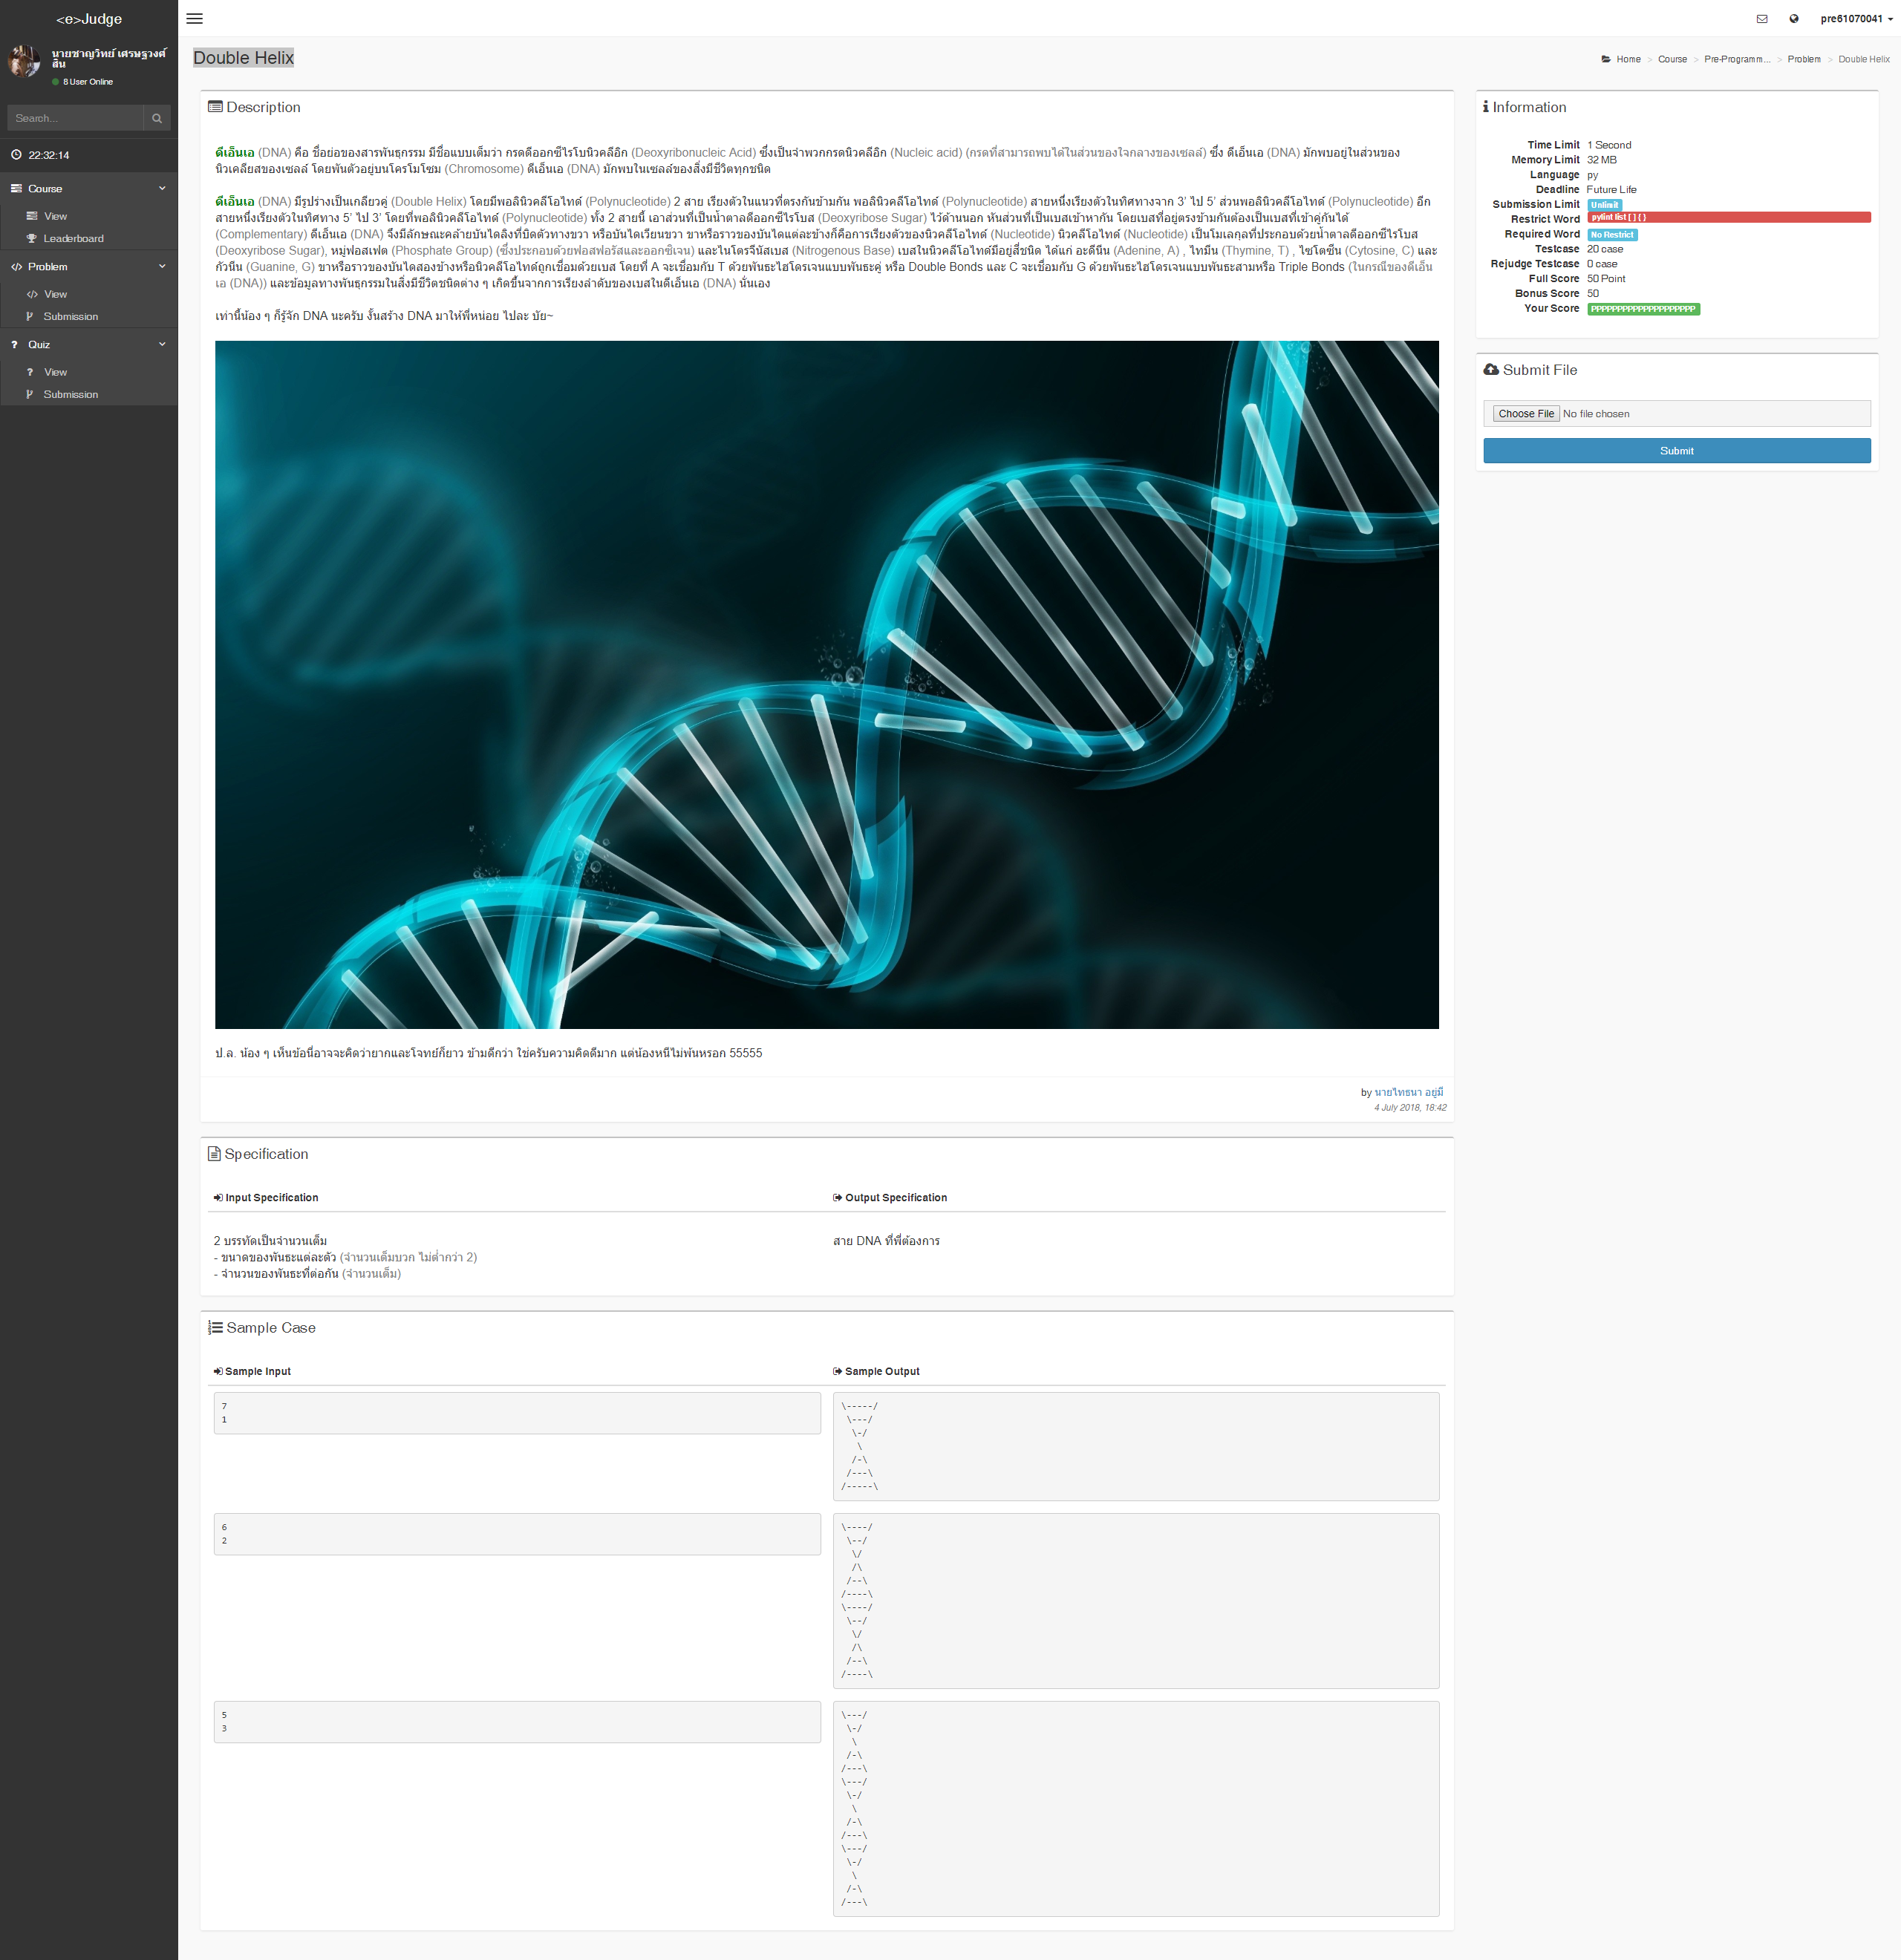 <e>Judge
นายชาญวิทย์ เศรษฐวงศ์
สิน
8 User Online
Search...
22:32:14
Course
View
Leaderboard
Problem
View
Submission
Quiz
View
Submission
pre61070041
Double Helix
Home > Course > Pre-Programm... > Problem > Double Helix
Description
ดีเอ็นเอ (DNA) คือ ชื่อย่อของสารพันธุกรรม มีชื่อแบบเต็มว่า กรดดีออกซีไรโบนิวคลีอิก (Deoxyribonucleic Acid) ซึ่งเป็นจำพวกกรดนิวคลีอิก (Nucleic acid) (กรดที่สามารถพบได้ในส่วนของใจกลางของเซลล์) ซึ่ง ดีเอ็นเอ (DNA) มักพบอยู่ในส่วนของ
นิวเคลียสของเซลล์ โดยพันตัวอยู่บนโครโมโซม (Chromosome) ดีเอ็นเอ (DNA) มักพบในเซลล์ของสิ่งมีชีวิตทุกชนิด
ดีเอ็นเอ (DNA) มีรูปร่างเป็นเกลียวคู่ (Double Helix) โดยมีพอลินิวคลีโอไทด์ (Polynucleotide) 2 สาย เรียงตัวในแนวที่ตรงกันข้ามกัน พอลินิวคลีโอไทด์ (Polynucleotide) สายหนึ่งเรียงตัวในทิศทางจาก 3’ ไป 5’ ส่วนพอลินิวคลีโอไทด์ (Polynucleotide) อีก
สายหนึ่งเรียงตัวในทิศทาง 5’ ไป 3’ โดยที่พอลินิวคลีโอไทด์ (Polynucleotide) ทั้ง 2 สายนี้ เอาส่วนที่เป็นน้ำตาลดีออกซีไรโบส (Deoxyribose Sugar) ไว้ด้านนอก หันส่วนที่เป็นเบสเข้าหากัน โดยเบสที่อยู่ตรงข้ามกันต้องเป็นเบสที่เข้าคู่กันได้
(Complementary) ดีเอ็นเอ (DNA) จึงมีลักษณะคล้ายบันไดลิงที่บิดตัวทางขวา หรือบันไดเวียนขวา ขาหรือราวของบันไดแต่ละข้างก็คือการเรียงตัวของนิวคลีโอไทด์ (Nucleotide) นิวคลีโอไทด์ (Nucleotide) เป็นโมเลกุลที่ประกอบด้วยน้ำตาลดีออกซีไรโบส
(Deoxyribose Sugar), หมู่ฟอสเฟต (Phosphate Group) (ซึ่งประกอบด้วยฟอสฟอรัสและออกซิเจน) และไนโตรจีนัสเบส (Nitrogenous Base) เบสในนิวคลีโอไทด์มีอยู่สี่ชนิด ได้แก่ อะดีนีน (Adenine, A) , ไทมีน (Thymine, T) , ไซโตซีน (Cytosine, C) และ
กัวนีน (Guanine, G) ขาหรือราวของบันไดสองข้างหรือนิวคลีโอไทด์ถูกเชื่อมด้วยเบส โดยที่ A จะเชื่อมกับ T ด้วยพันธะไฮโดรเจนแบบพันธะคู่ หรือ Double Bonds และ C จะเชื่อมกับ G ด้วยพันธะไฮโดรเจนแบบพันธะสามหรือ Triple Bonds (ในกรณีของดีเอ็น
เอ (DNA)) และข้อมูลทางพันธุกรรมในสิ่งมีชีวิตชนิดต่าง ๆ เกิดขึ้นจากการเรียงลำดับของเบสในดีเอ็นเอ (DNA) นั่นเอง
เท่านี้น้อง ๆ ก็รู้จัก DNA นะครับ งั้นสร้าง DNA มาให้พี่หน่อย ไปละ บัย~
ป.ล. น้อง ๆ เห็นข้อนี้อาจจะคิดว่ายากและโจทย์ก็ยาว ข้ามดีกว่า ใช่ครับความคิดดีมาก แต่น้องหนีไม่พ้นหรอก 55555
by นายไทธนา อยู่มี
4 July 2018, 18:42
Information
Time Limit 1 Second
Memory Limit 32 MB
Language py
Deadline Future Life
Submission Limit Unlimit
Restrict Word pylint list [ ] { }
Required Word No Restrict
Testcase 20 case
Rejudge Testcase 0 case
Full Score 50 Point
Bonus Score 50
Your Score PPPPPPPPPPPPPPPPPPPP
Submit File
Choose File No file chosen
Submit
Specification
Input Specification
2 บรรทัดเป็นจำนวนเต็ม
- ขนาดของพันธะแต่ละตัว (จำนวนเต็มบวก ไม่ต่ำกว่า 2)
- จำนวนของพันธะที่ต่อกัน (จำนวนเต็ม)
Output Specification
สาย DNA ที่พี่ต้องการ
Sample Case
Sample Input
Sample Output
7
1
\-----/
 \---/
  \-/
   \
  /-\
 /---\
/-----\
6
2
\----/
 \--/
  \/
  /\
 /--\
/----\
\----/
 \--/
  \/
  /\
 /--\
/----\
5
3
\---/
 \-/
  \
 /-\
/---\
\---/
 \-/
  \
 /-\
/---\
\---/
 \-/
  \
 /-\
/---\